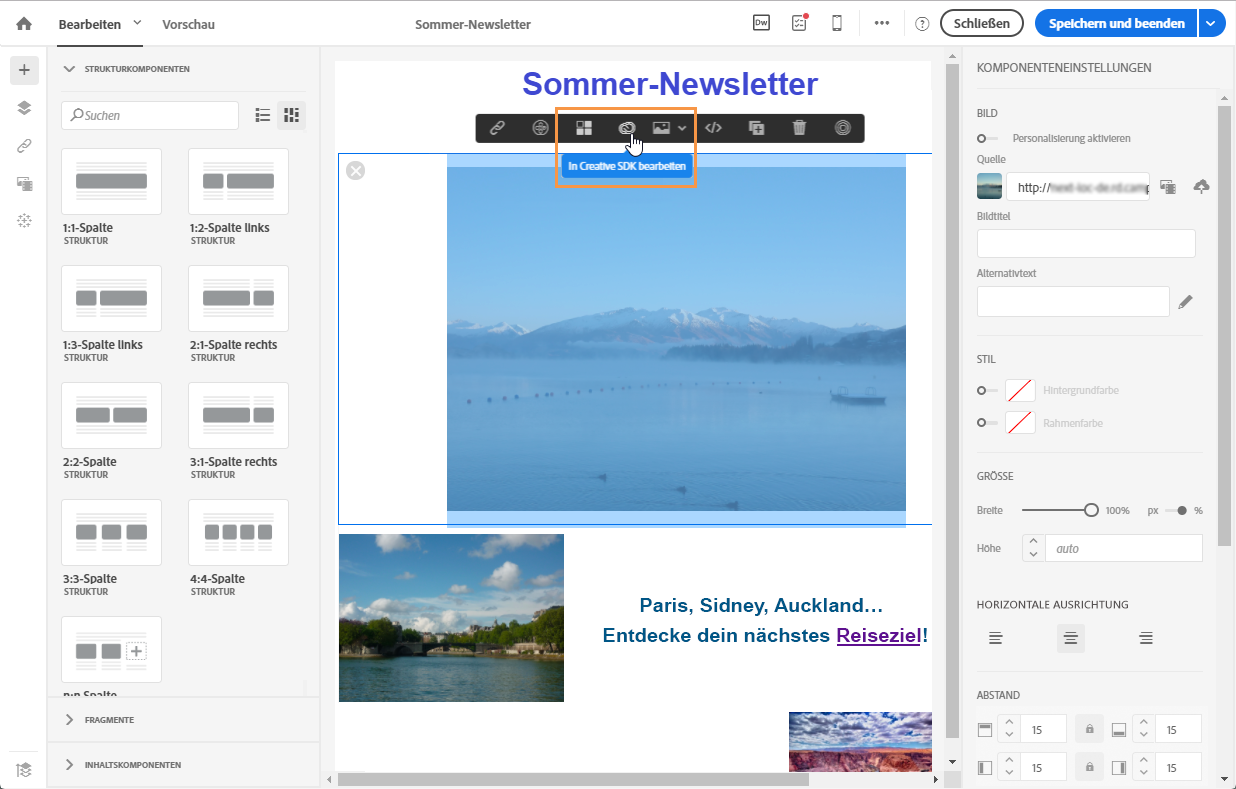 Bearbeiten
Vorschau
Sommer-Newsletter
Dw
Schließen
Speichern und beenden
STRUKTURKOMPONENTEN
Suchen
1:1-Spalte
STRUKTUR
1:2-Spalte links
STRUKTUR
1:3-Spalte links
STRUKTUR
2:1-Spalte rechts
STRUKTUR
2:2-Spalte
STRUKTUR
3:1-Spalte rechts
STRUKTUR
3:3-Spalte
STRUKTUR
4:4-Spalte
STRUKTUR
n:n Spalte
FRAGMENTE
INHALTSKOMPONENTEN
Sommer-Newsletter
In Creative SDK bearbeiten
Paris, Sidney, Auckland…
Entdecke dein nächstes Reiseziel!
KOMPONENTENEINSTELLUNGEN
BILD
Personalisierung aktivieren
Quelle
http://
Bildtitel
Alternativtext
STIL
Hintergrundfarbe
Rahmenfarbe
GRÖSSE
Breite 100% px %
Höhe auto
HORIZONTALE AUSRICHTUNG
ABSTAND
15 15
15 15